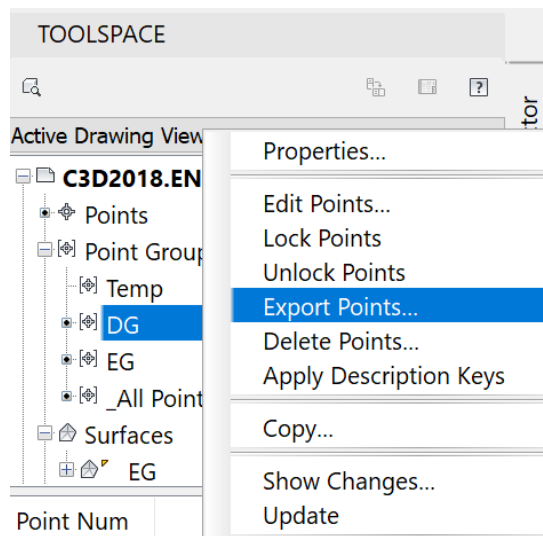 TOOLSPACE
?
Active Drawing View
Properties...
C3D2018.EN
Edit Points...
Points
Lock Points
Point Group
Unlock Points
Temp
Export Points...
DG
Delete Points...
EG
Apply Description Keys
_All Point
Copy...
Surfaces
EG
Show Changes...
Point Num
Update